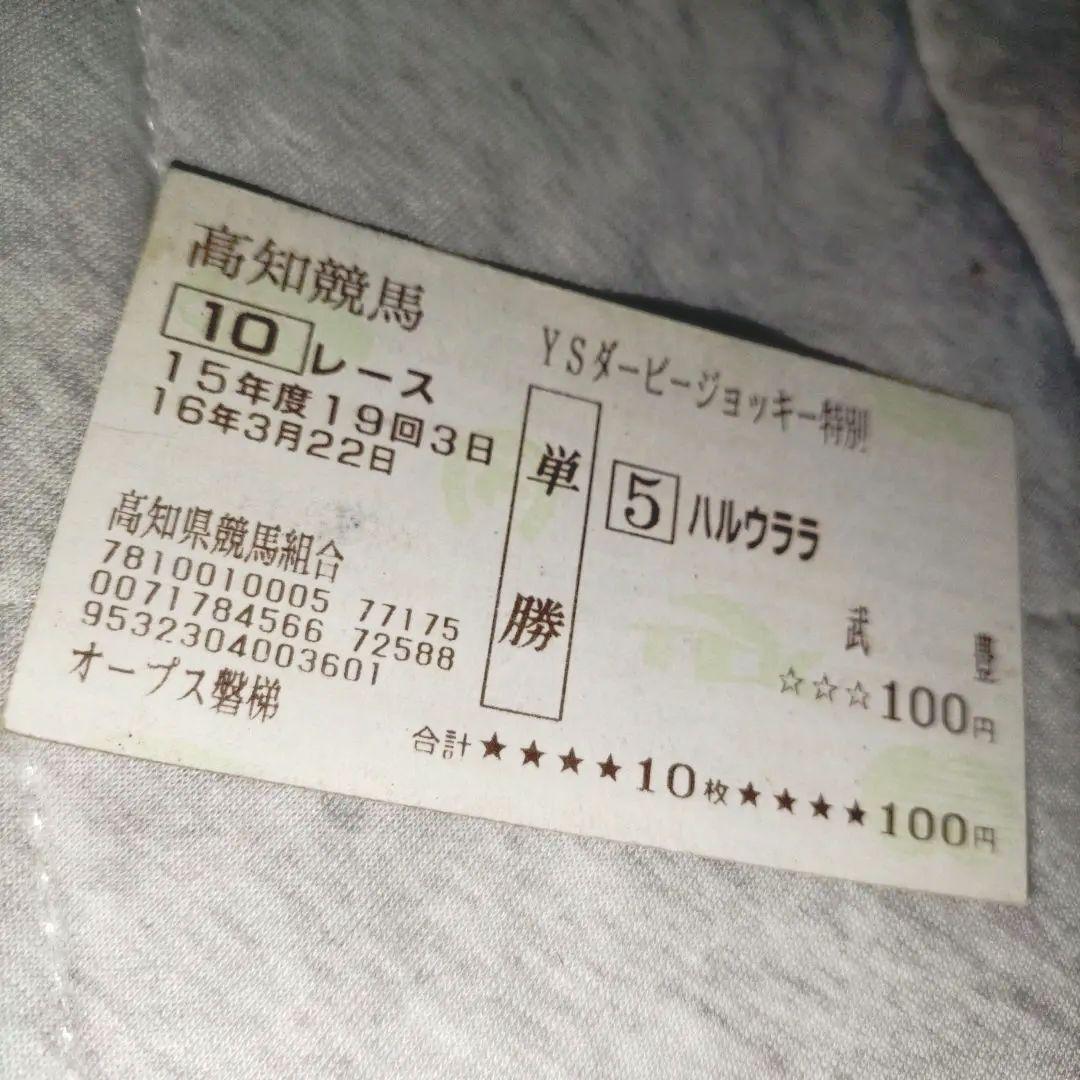 高知競馬
10レース
15年度19回3日
16年3月22日
高知県競馬組合
7810010005 77175
0071784566 72588
9532304003601
オープス磐梯
単勝
YSダービージョッキー特別
5 ハルウララ
武 豊
☆☆☆100円
合計★★★★10枚★★★★100円